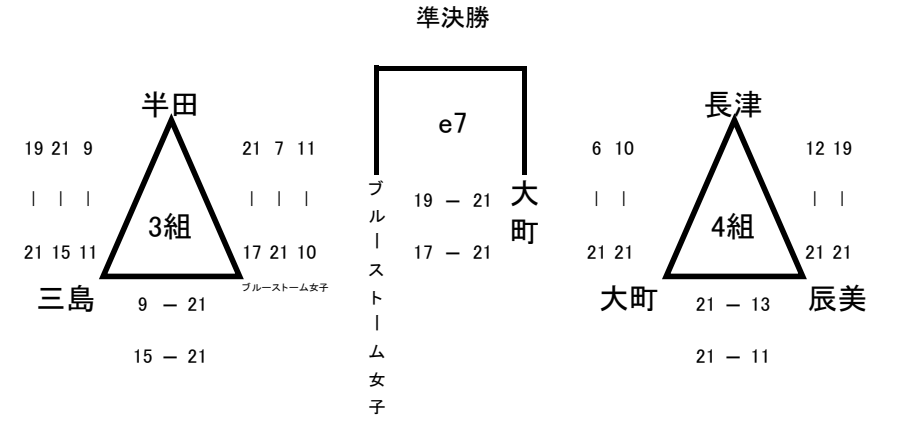 準決勝
半田
19 21 9
| | |
21 15 11
21 7 11
| | |
17 21 10
3組
三島
ブルーストーム女子
9 － 21
15 － 21
e7
ブルーストーム女子
大町
19 － 21
17 － 21
長津
6 10
| |
21 21
12 19
| |
21 21
4組
大町
辰美
21 － 13
21 － 11